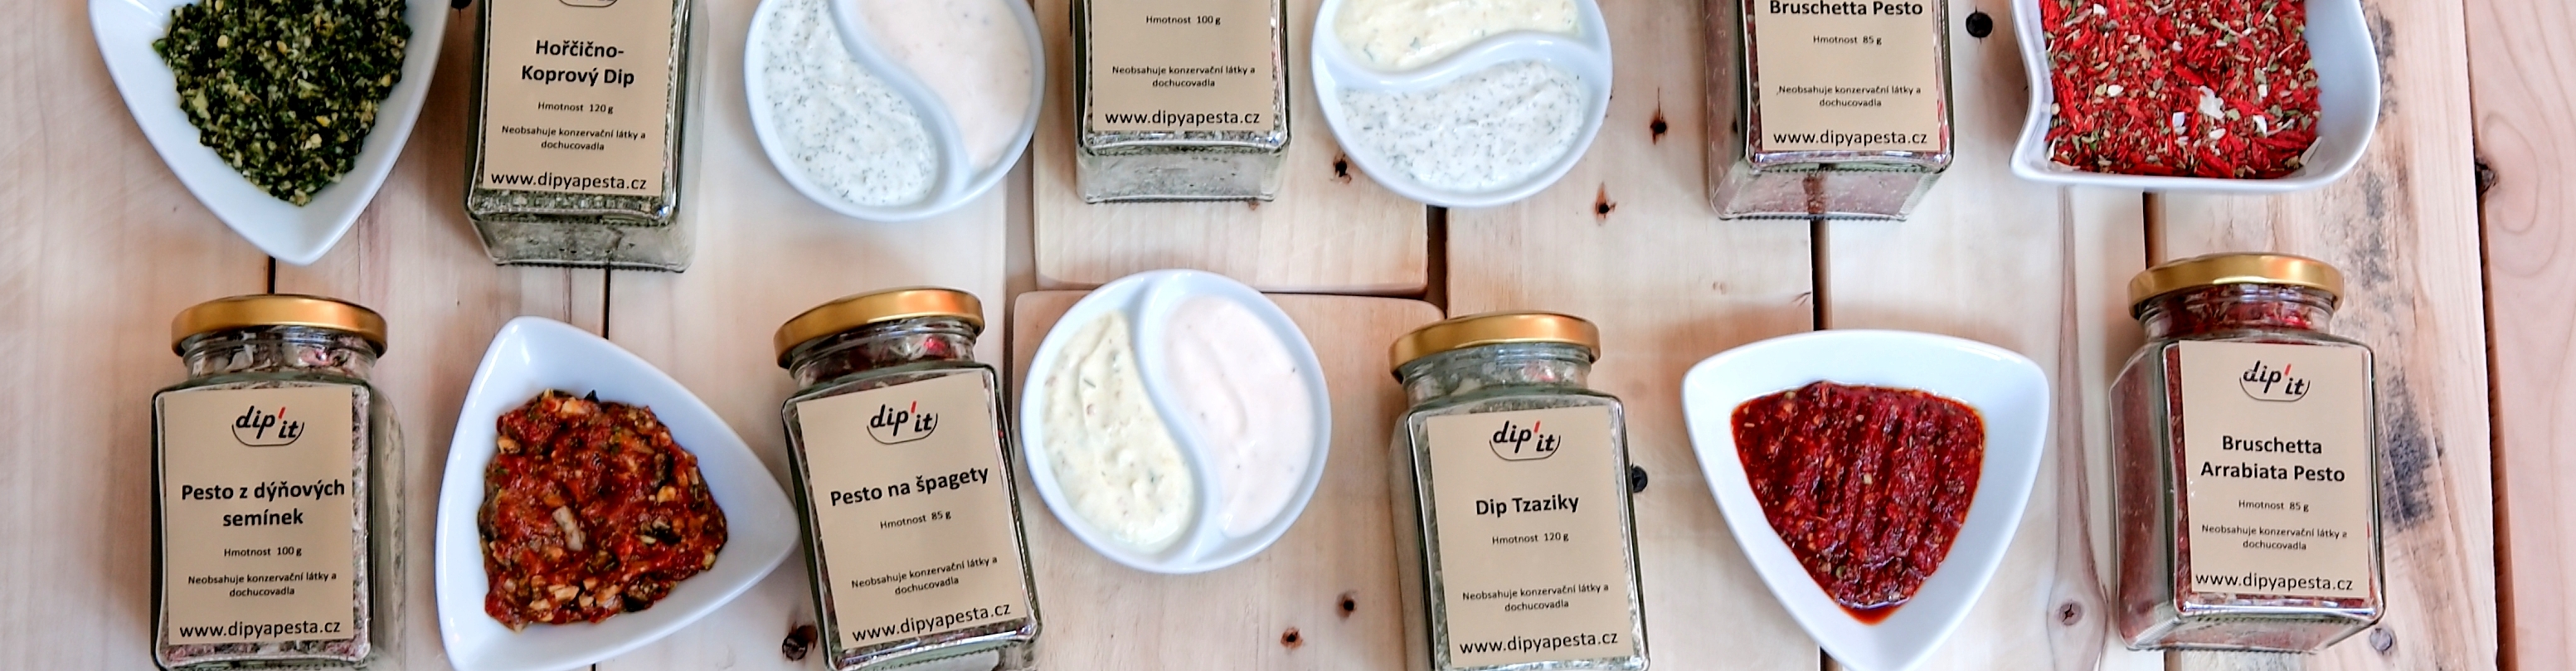 Hořčično-
Koprový Dip
Hmotnost 120 g
Neobsahuje konzervační látky a
dochucovadla
www.dipyapesta.cz
Hmotnost 100 g
Neobsahuje konzervační látky a
dochucovadla
www.dipyapesta.cz
Bruschetta Pesto
Hmotnost 85 g
Neobsahuje konzervační látky a
dochucovadla
www.dipyapesta.cz
dip'it
Pesto z dýňových
semínek
Hmotnost 100 g
Neobsahuje konzervační látky a
dochucovadla
www.dipyapesta.cz
dip'it
Pesto na špagety
Hmotnost 85 g
Neobsahuje konzervační látky a
dochucovadla
www.dipyapesta.cz
dip'it
Dip Tzaziky
Hmotnost 120 g
Neobsahuje konzervační látky a
dochucovadla
www.dipyapesta.cz
dip'it
Bruschetta
Arrabiata Pesto
Hmotnost 85 g
Neobsahuje konzervační látky a
dochucovadla
www.dipyapesta.cz